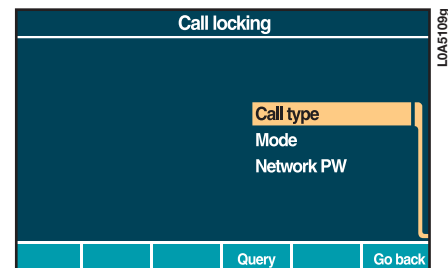 Call locking
Call type
Mode
Network PW
Query Go back
L0A5109g